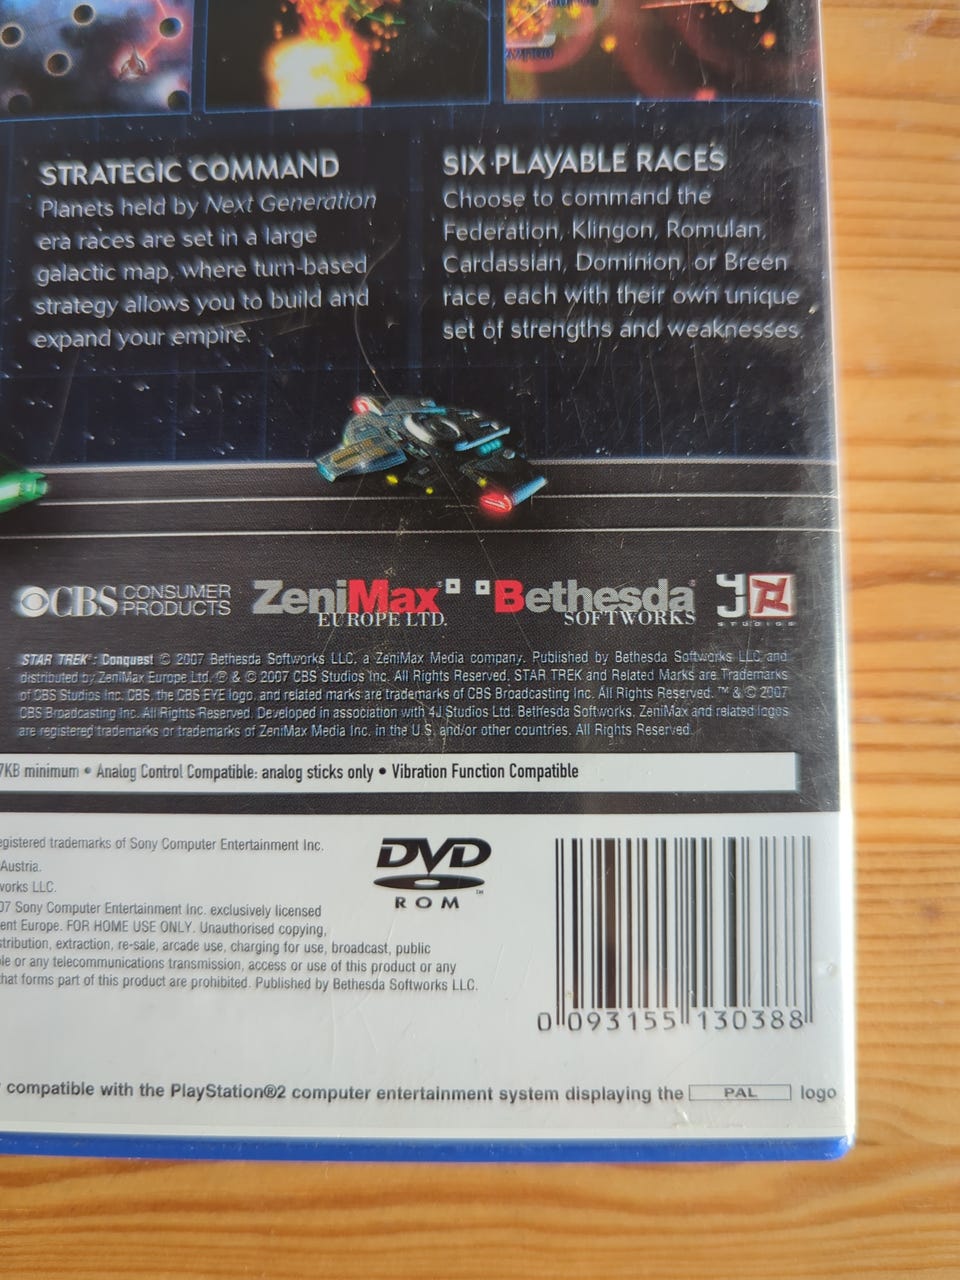 STRATEGIC COMMAND
Planets held by Next Generation
era races are set in a large
galactic map, where turn-based
strategy allows you to build and
expand your empire.
SIX PLAYABLE RACES
Choose to command the
Federation, Klingon, Romulan,
Cardassian, Dominion, or Breen
race, each with their own unique
set of strengths and weaknesses.
CBS CONSUMER
PRODUCTS
ZeniMax
EUROPE LTD.
Bethesda
SOFTWORKS
4J
STUDIOS
STAR TREK®: Conquest © 2007 Bethesda Softworks LLC, a ZeniMax Media company. Published by Bethesda Softworks LLC and
distributed by ZeniMax Europe Ltd. ® & © 2007 CBS Studios Inc. All Rights Reserved. STAR TREK and Related Marks are Trademarks
of CBS Studios Inc. CBS, the CBS EYE logo, and related marks are trademarks of CBS Broadcasting Inc. All Rights Reserved. ™ & © 2007
CBS Broadcasting Inc. All Rights Reserved. Developed in association with 4J Studios Ltd. Bethesda Softworks, ZeniMax and related logos
are registered trademarks or trademarks of ZeniMax Media Inc. in the U.S. and/or other countries. All Rights Reserved.
7KB minimum • Analog Control Compatible: analog sticks only • Vibration Function Compatible
egistered trademarks of Sony Computer Entertainment Inc.
Austria.
works LLC.
07 Sony Computer Entertainment Inc. exclusively licensed
ent Europe. FOR HOME USE ONLY. Unauthorised copying,
stribution, extraction, re-sale, arcade use, charging for use, broadcast, public
le or any telecommunications transmission, access or use of this product or any
that forms part of this product are prohibited. Published by Bethesda Softworks LLC.
DVD
ROM
™
0 093155 130388
compatible with the PlayStation®2 computer entertainment system displaying the PAL logo